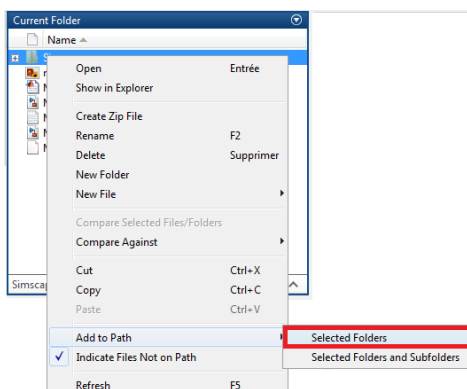 Current Folder
Name
Open Entrée
Show in Explorer
Create Zip File
Rename F2
Delete Supprimer
New Folder
New File
Compare Selected Files/Folders
Compare Against
Cut Ctrl+X
Copy Ctrl+C
Paste Ctrl+V
Add to Path
Selected Folders
Indicate Files Not on Path
Selected Folders and Subfolders
Refresh F5